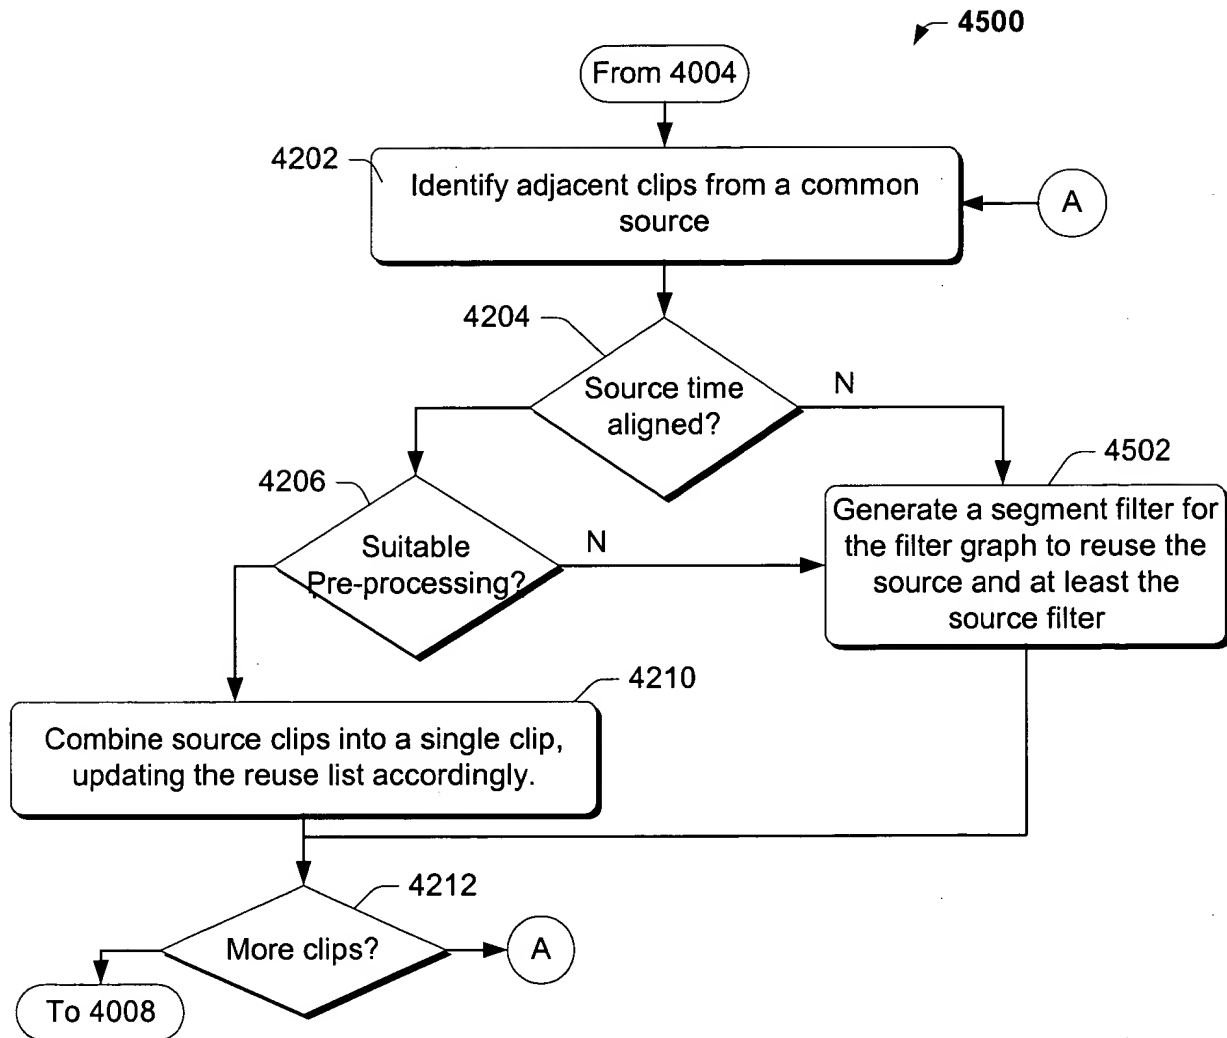 4500
From 4004
4202
Identify adjacent clips from a common
source
A
4204
Source time
aligned?
N
4206
Suitable
Pre-processing?
N
4502
Generate a segment filter for
the filter graph to reuse the
source and at least the
source filter
4210
Combine source clips into a single clip,
updating the reuse list accordingly.
4212
More clips?
A
To 4008